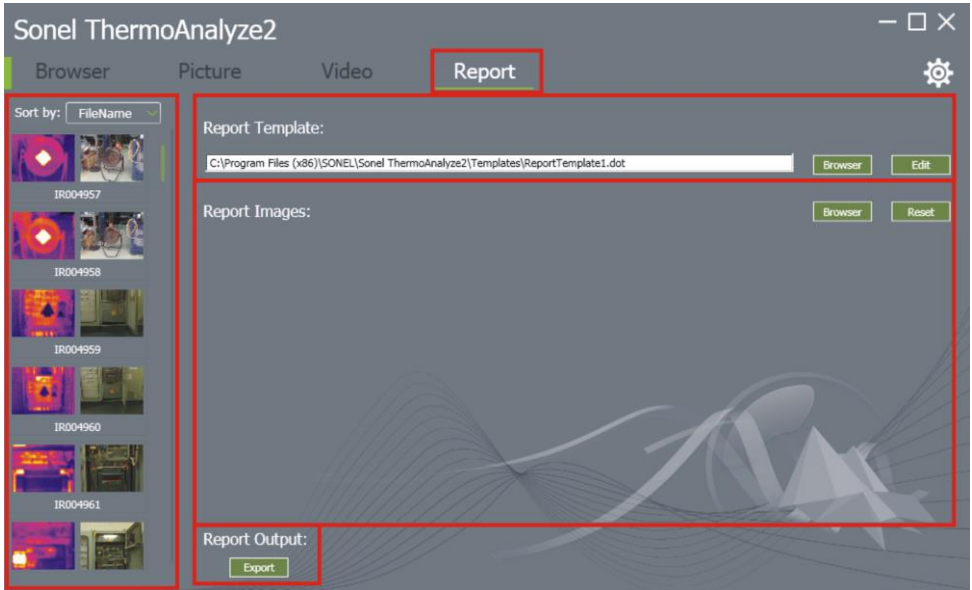 Sonel ThermoAnalyze2
Browser Picture Video Report
Sort by: FileName
IR004957
IR004958
IR004959
IR004960
IR004961
Report Template:
C:\Program Files (x86)\SONEL\Sonel ThermoAnalyze2\Templates\ReportTemplate1.dot Browser Edit
Report Images: Browser Reset
Report Output:
Export